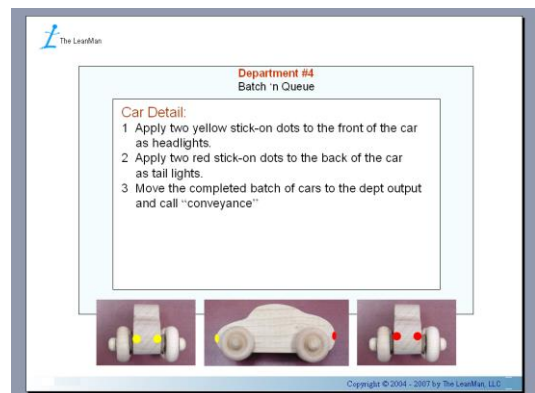 The LeanMan
Department #4
Batch 'n Queue
Car Detail:
1 Apply two yellow stick-on dots to the front of the car
as headlights.
2 Apply two red stick-on dots to the back of the car
as tail lights.
3 Move the completed batch of cars to the dept output
and call “conveyance”
Copyright © 2004 - 2007 by The LeanMan, LLC